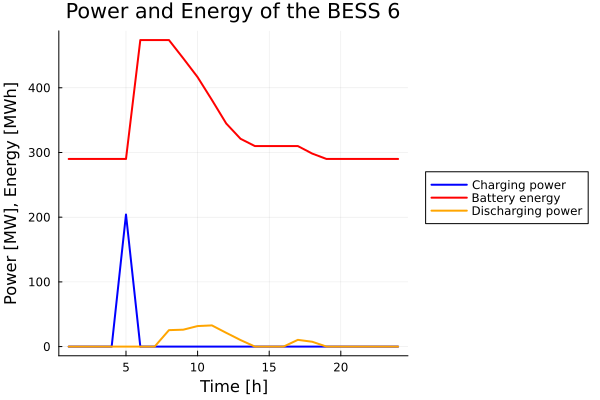 Power and Energy of the BESS 6
Power [MW], Energy [MWh]
400
300
200
100
0
5
10
15
20
Time [h]
Charging power
Battery energy
Discharging power